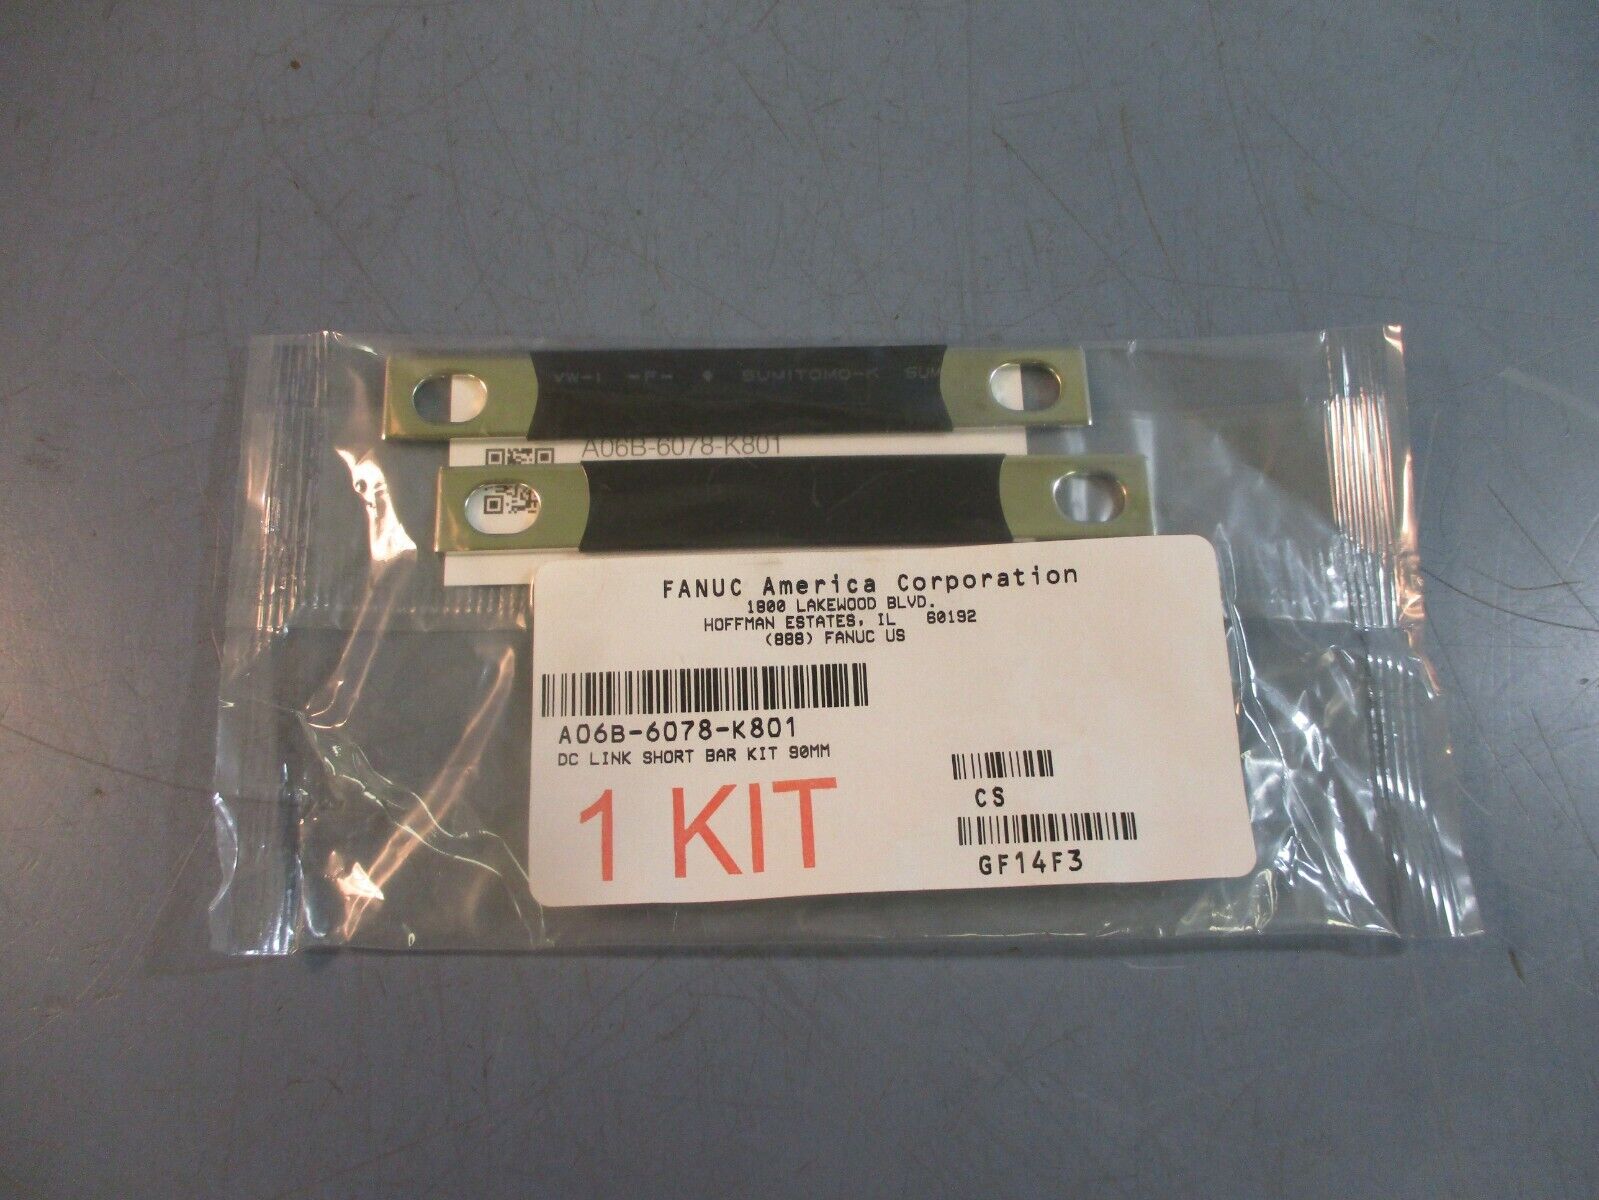 VW-1 -F- SUMITOMO-K SUM
A06B-6078-K801
FANUC America Corporation
1800 LAKEWOOD BLVD.
HOFFMAN ESTATES, IL 60192
(888) FANUC US
A06B-6078-K801
DC LINK SHORT BAR KIT 90MM
1 KIT
CS
GF14F3